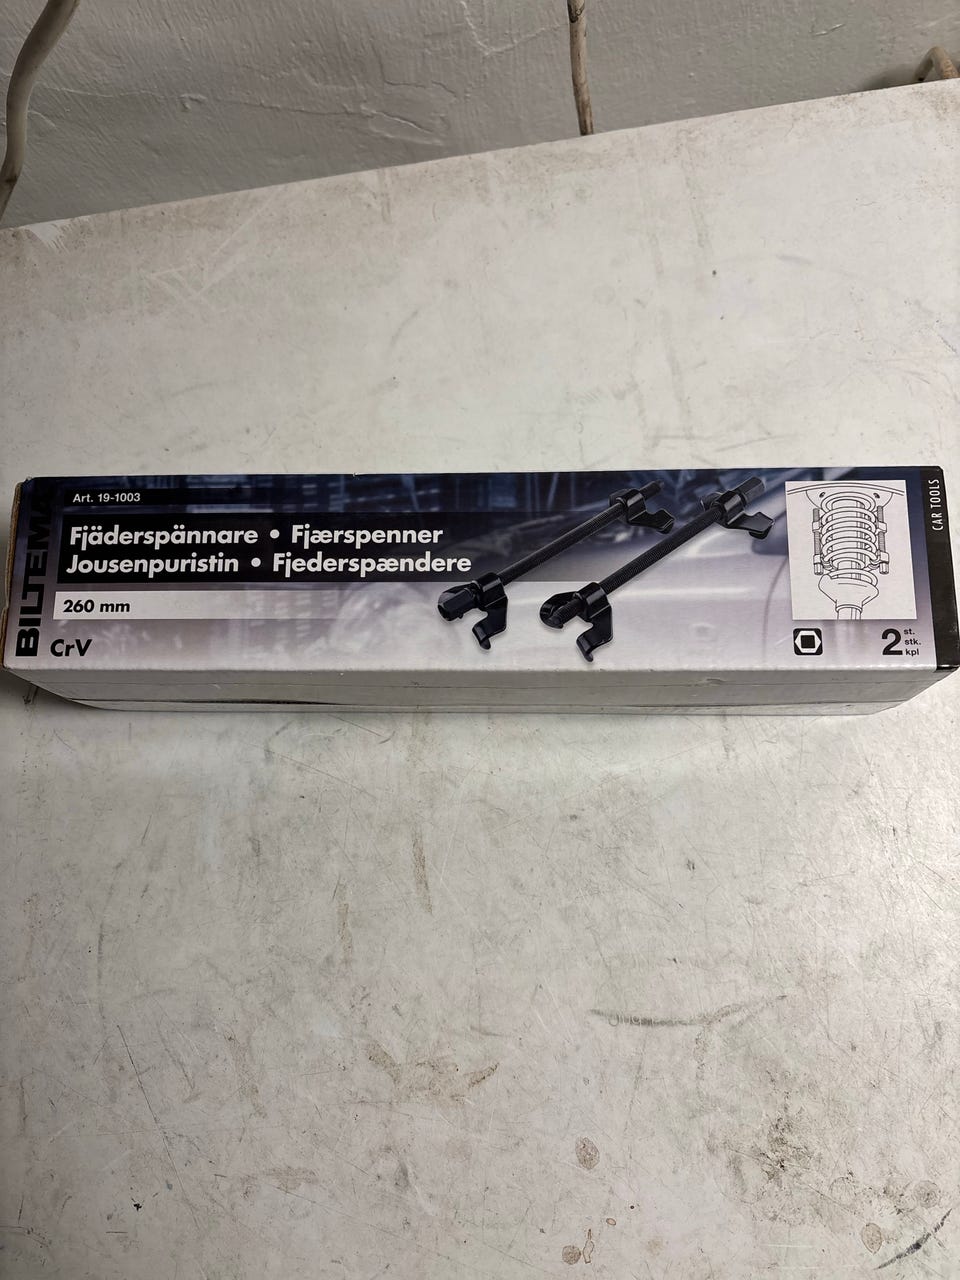 BILTEMA
Art. 19-1003
Fjäderspännare • Fjærspenner
Jousenpuristin • Fjederspændere
260 mm
CrV
2 st.
stk.
kpl
CAR TOOLS